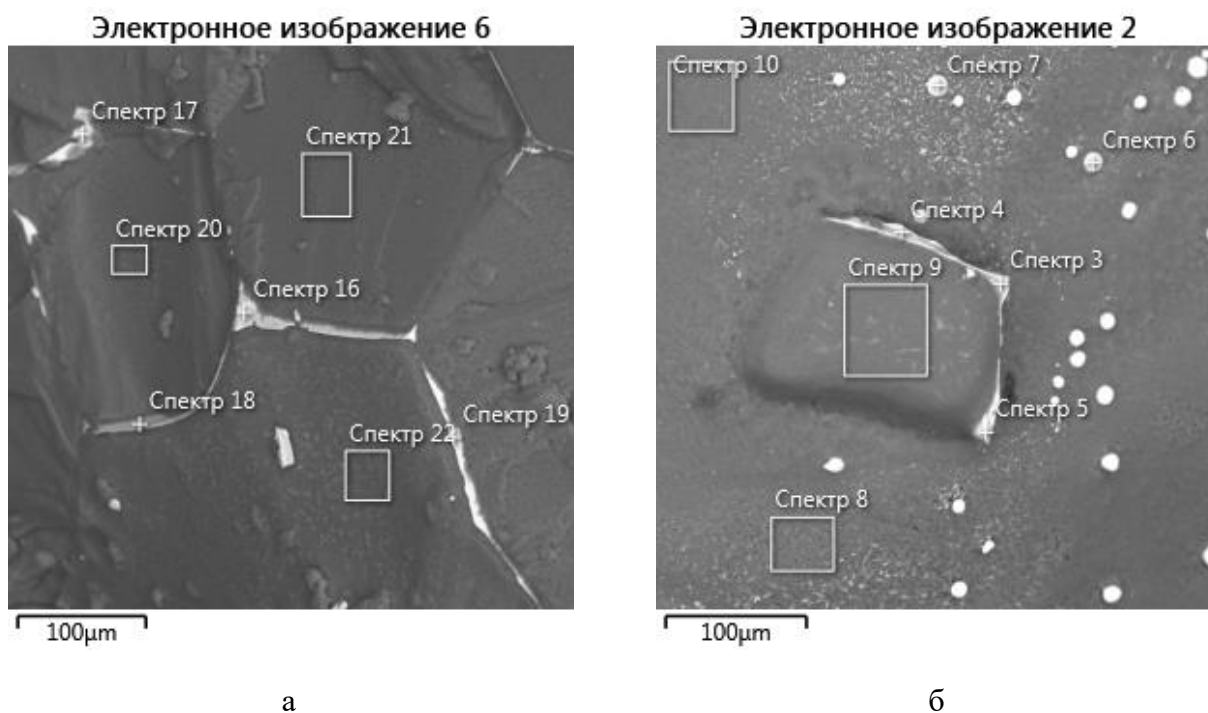 Электронное изображение 6
Электронное изображение 2
Спектр 17
Спектр 21
Спектр 20
Спектр 16
Спектр 18
Спектр 19
Спектр 22
100μm
Спектр 10
Спектр 7
Спектр 6
Спектр 4
Спектр 3
Спектр 9
Спектр 5
Спектр 8
100μm
а
б